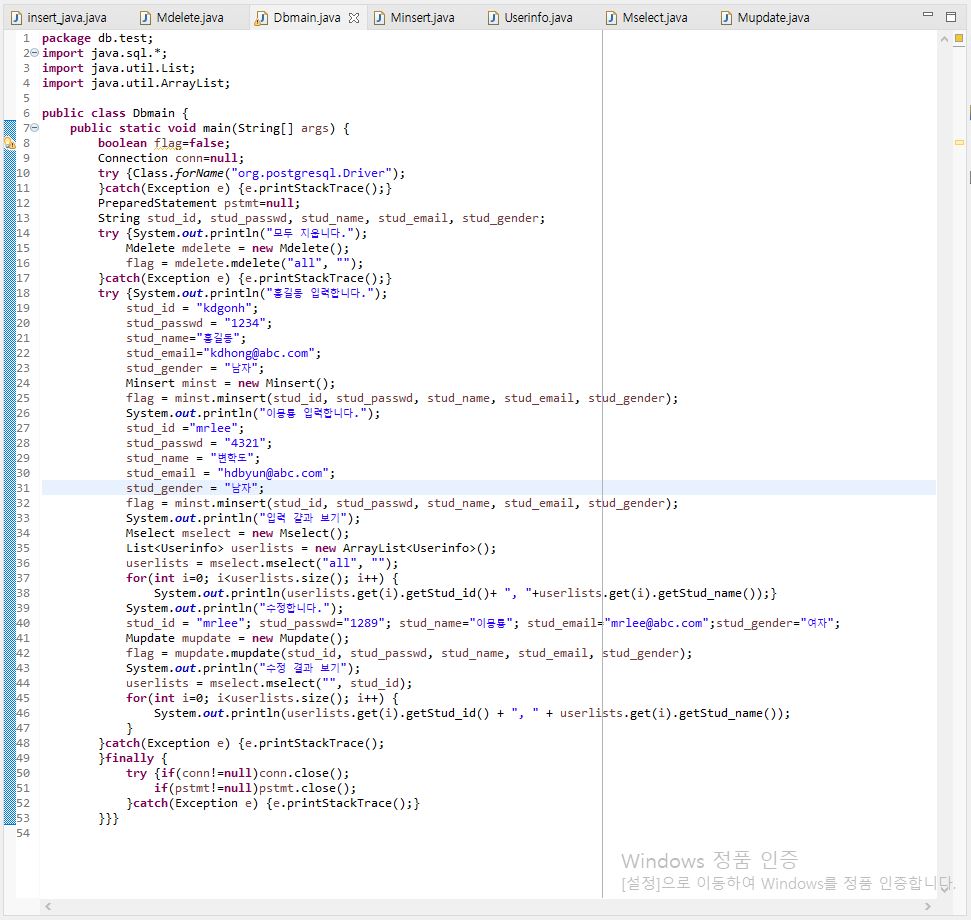 insert_java.java Mdelete.java Dbmain.java Minsert.java Userinfo.java Mselect.java Mupdate.java
1 package db.test;
2 import java.sql.*;
3 import java.util.List;
4 import java.util.ArrayList;
5
6 public class Dbmain {
7 public static void main(String[] args) {
8 boolean flag=false;
9 Connection conn=null;
10 try {Class.forName("org.postgresql.Driver");
11 }catch(Exception e) {e.printStackTrace();}
12 PreparedStatement pstmt=null;
13 String stud_id, stud_passwd, stud_name, stud_email, stud_gender;
14 try {System.out.println("모두 지웁니다.");
15 Mdelete mdelete = new Mdelete();
16 flag = mdelete.mdelete("all", "");
17 }catch(Exception e) {e.printStackTrace();}
18 try {System.out.println("홍길동 입력합니다.");
19 stud_id = "kdgonh";
20 stud_passwd = "1234";
21 stud_name="홍길동";
22 stud_email="kdhong@abc.com";
23 stud_gender = "남자";
24 Minsert minst = new Minsert();
25 flag = minst.minsert(stud_id, stud_passwd, stud_name, stud_email, stud_gender);
26 System.out.println("이몽룡 입력합니다.");
27 stud_id ="mrlee";
28 stud_passwd = "4321";
29 stud_name = "변학도";
30 stud_email = "hdbyun@abc.com";
31 stud_gender = "남자";
32 flag = minst.minsert(stud_id, stud_passwd, stud_name, stud_email, stud_gender);
33 System.out.println("입력 결과 보기");
34 Mselect mselect = new Mselect();
35 List<Userinfo> userlists = new ArrayList<Userinfo>();
36 userlists = mselect.mselect("all", "");
37 for(int i=0; i<userlists.size(); i++) {
38 System.out.println(userlists.get(i).getStud_id()+ ", "+userlists.get(i).getStud_name());}
39 System.out.println("수정합니다.");
40 stud_id = "mrlee"; stud_passwd="1289"; stud_name="이몽룡"; stud_email="mrlee@abc.com";stud_gender="여자";
41 Mupdate mupdate = new Mupdate();
42 flag = mupdate.mupdate(stud_id, stud_passwd, stud_name, stud_email, stud_gender);
43 System.out.println("수정 결과 보기");
44 userlists = mselect.mselect("", stud_id);
45 for(int i=0; i<userlists.size(); i++) {
46 System.out.println(userlists.get(i).getStud_id() + ", " + userlists.get(i).getStud_name());
47 }
48 }catch(Exception e) {e.printStackTrace();
49 }finally {
50 try {if(conn!=null)conn.close();
51 if(pstmt!=null)pstmt.close();
52 }catch(Exception e) {e.printStackTrace();}
53 }}}
54
Windows 정품 인증
[설정]으로 이동하여 Windows를 정품 인증합니다.